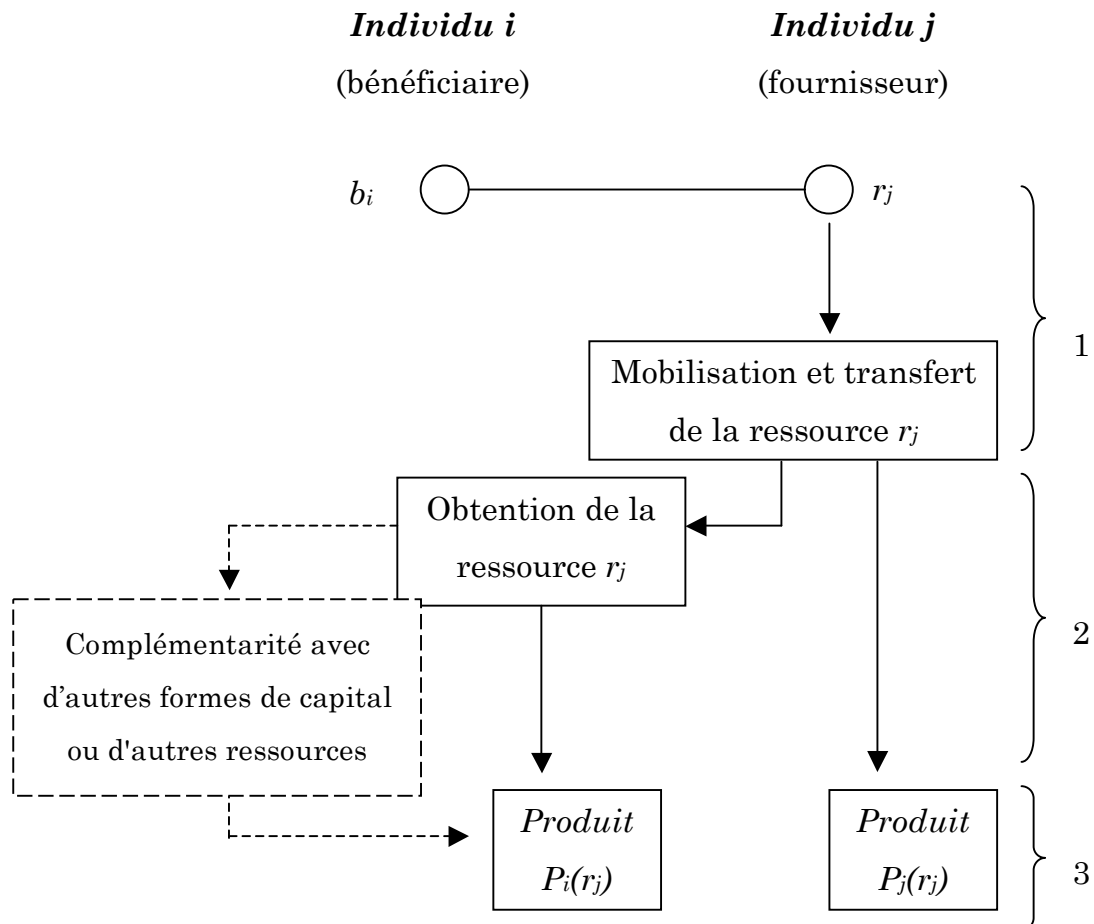 Individu i
Individu j
(bénéficiaire)
(fournisseur)
bi
rj
1
Mobilisation et transfert
de la ressource rj
Obtention de la
ressource rj
2
Complémentarité avec
d’autres formes de capital
ou d'autres ressources
Produit
Pi(rj)
Produit
Pj(rj)
3